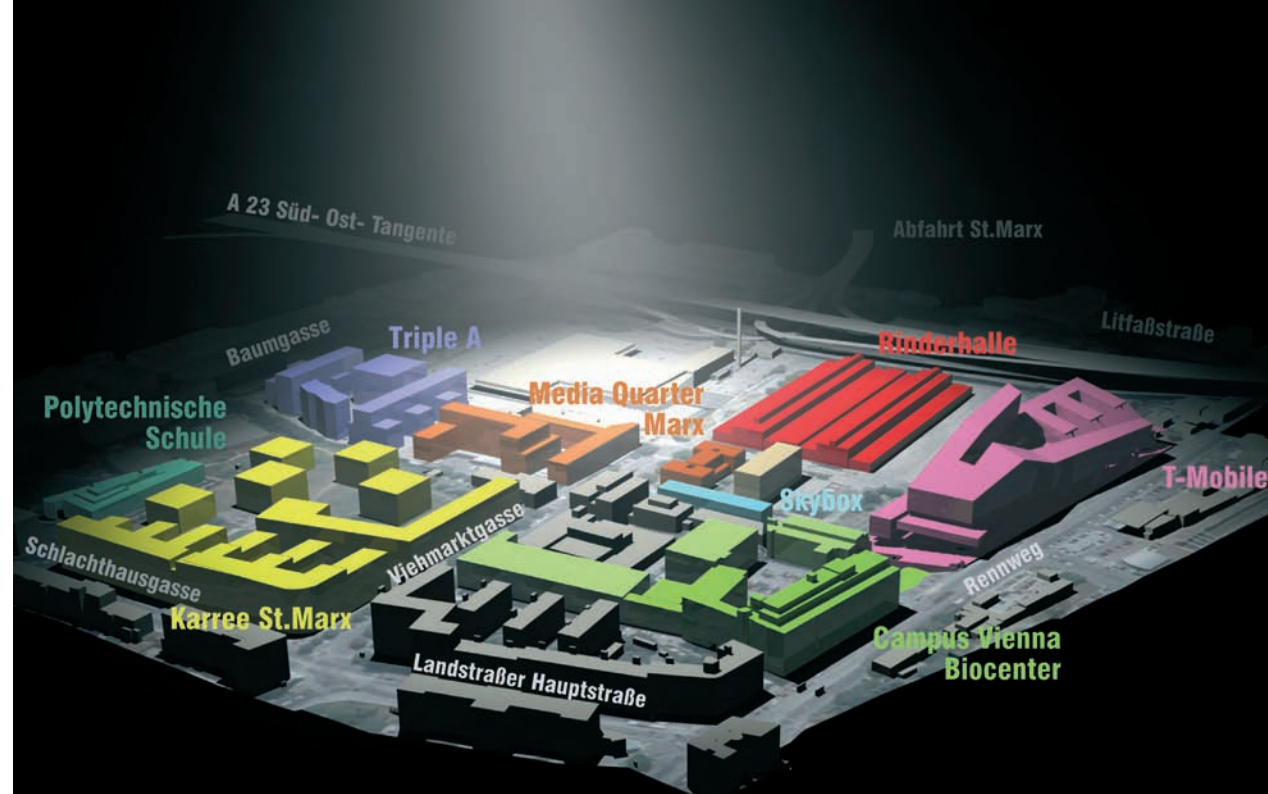 A 23 Süd- Ost- Tangente
Abfahrt St.Marx
Litfaßstraße
Baumgasse
Triple A
Rinderhalle
Media Quarter
Marx
Polytechnische
Schule
T-Mobile
Skybox
Viehmarktgasse
Schlachthausgasse
Rennweg
Karree St.Marx
Campus Vienna
Biocenter
Landstraßer Hauptstraße